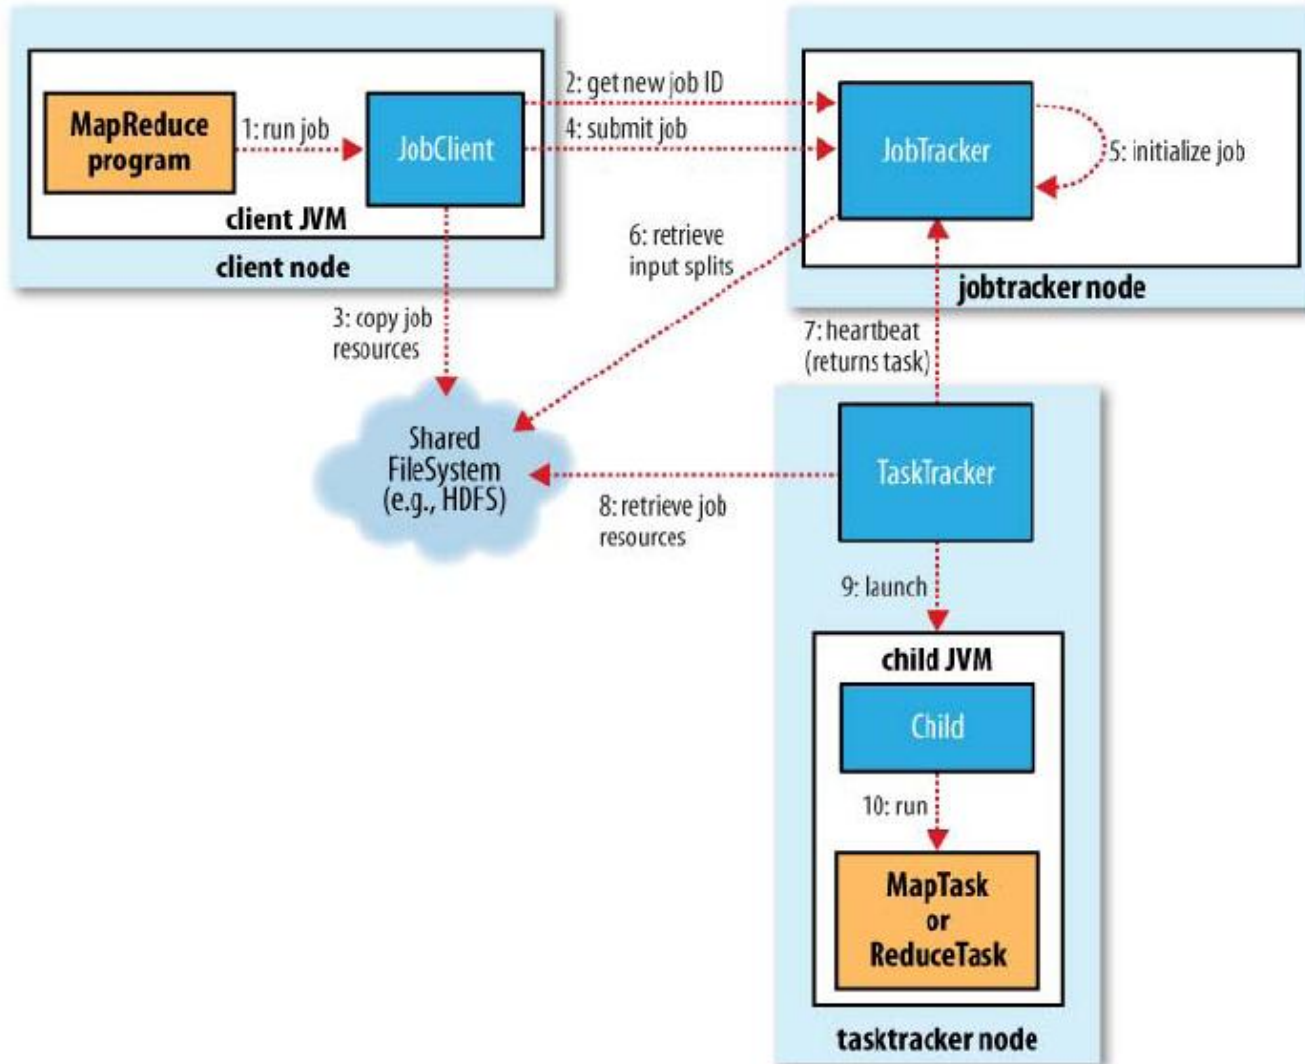 MapReduce
program
1: run job
JobClient
client JVM
client node
2: get new job ID
4: submit job
JobTracker
5: initialize job
jobtracker node
3: copy job
resources
6: retrieve
input splits
7: heartbeat
(returns task)
Shared
FileSystem
(e.g., HDFS)
8: retrieve job
resources
TaskTracker
9: launch
child JVM
Child
10: run
MapTask
or
ReduceTask
tasktracker node